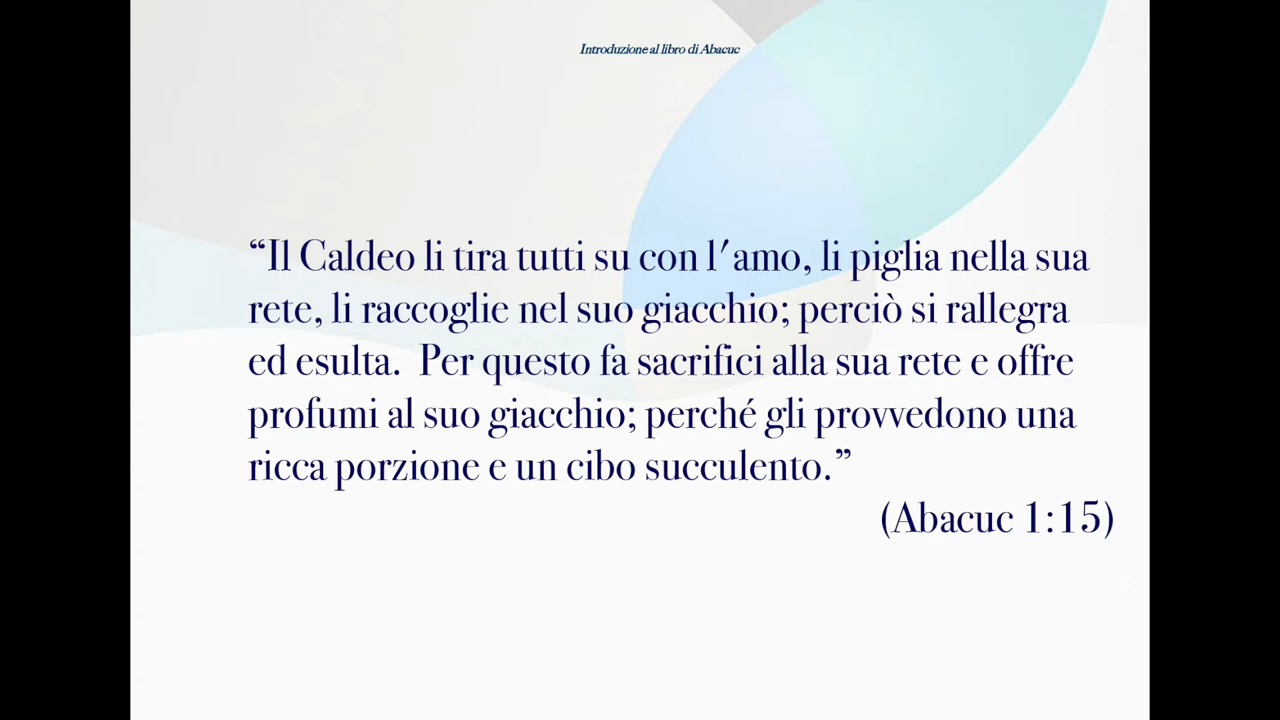 Introduzione al libro di Abacuc
“Il Caldeo li tira tutti su con l'amo, li piglia nella sua
rete, li raccoglie nel suo giacchio; perciò si rallegra
ed esulta.  Per questo fa sacrifici alla sua rete e offre
profumi al suo giacchio; perché gli provvedono una
ricca porzione e un cibo succulento.”
(Abacuc 1:15)